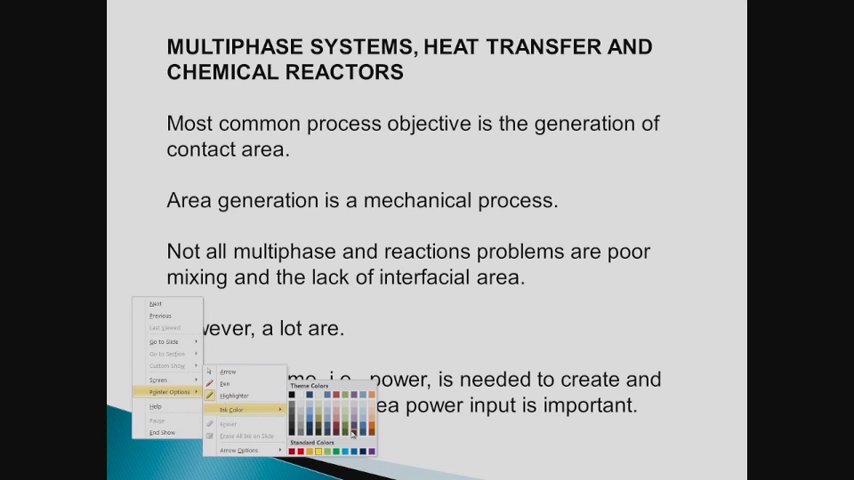 MULTIPHASE SYSTEMS, HEAT TRANSFER AND
CHEMICAL REACTORS
Most common process objective is the generation of
contact area.
Area generation is a mechanical process.
Not all multiphase and reactions problems are poor
mixing and the lack of interfacial area.
wever, a lot are.
i.e., power, is needed to create and
ea power input is important.
Next
Previous
Last Viewed
Go to Slide
Go to Section
Custom Show
Screen
Pointer Options
Help
Pause
End Show
Arrow
Pen
Highlighter
Ink Color
Eraser
Erase All Ink on Slide
Arrow Options
Theme Colors
Standard Colors